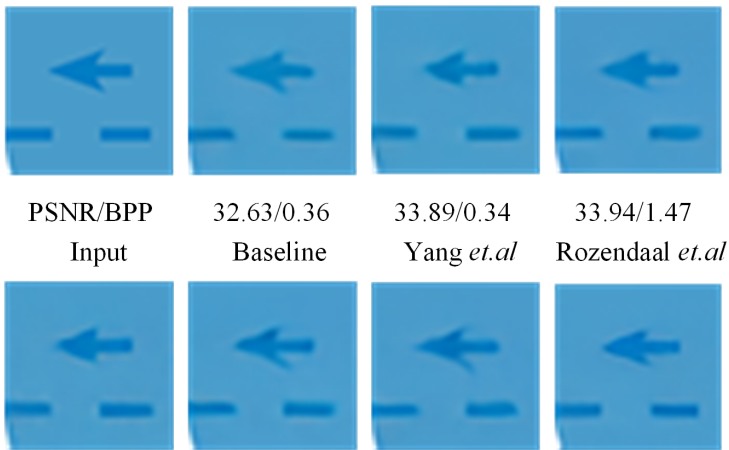 PSNR/BPP 32.63/0.36 33.89/0.34 33.94/1.47
Input Baseline Yang et.al Rozendaal et.al